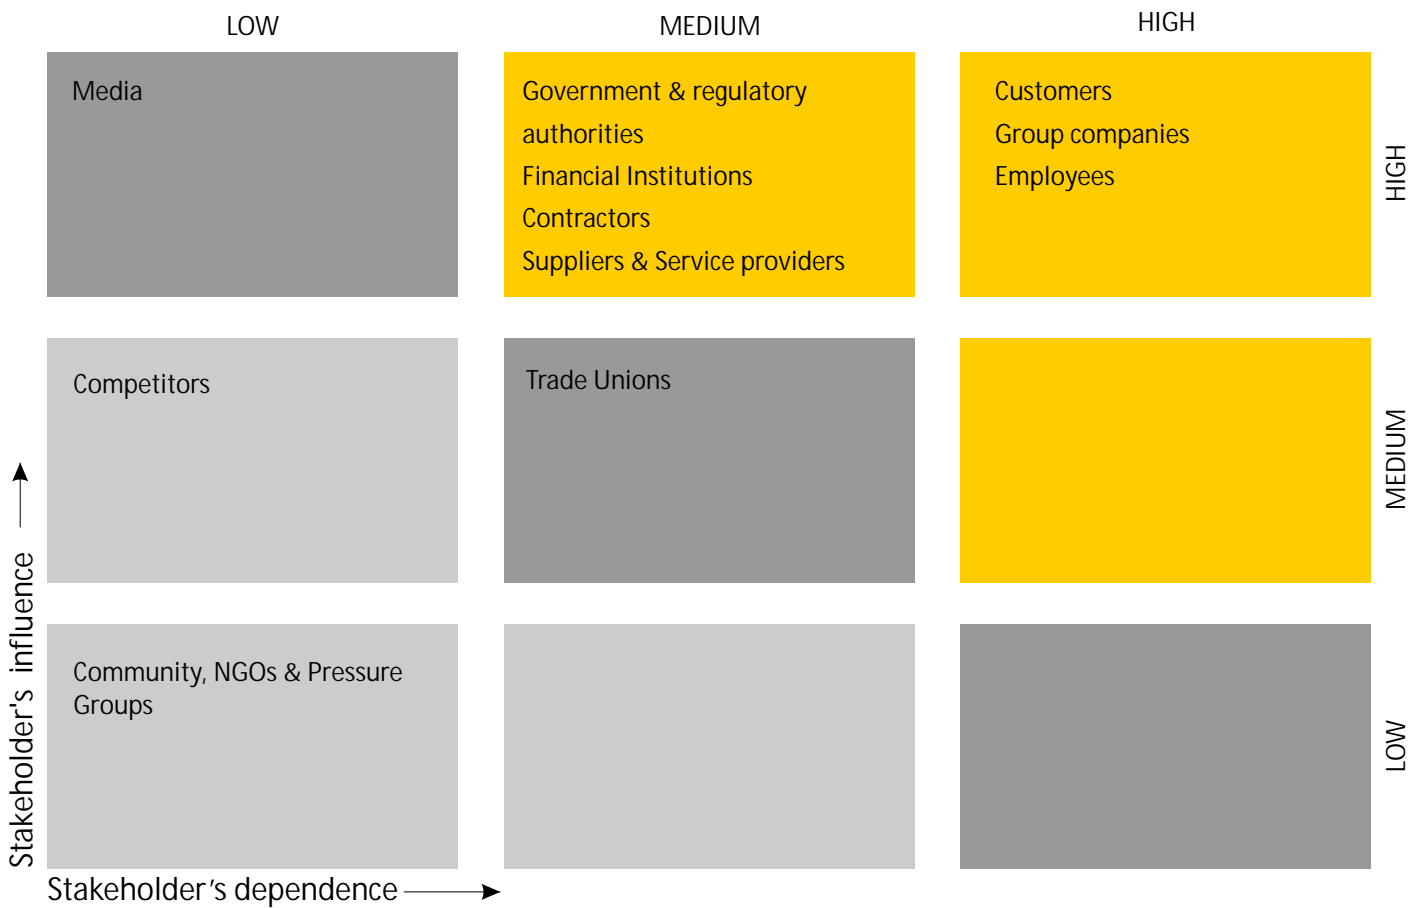 LOW
MEDIUM
HIGH
Media
Government & regulatory
authorities
Financial Institutions
Contractors
Suppliers & Service providers
Customers
Group companies
Employees
HIGH
Competitors
Trade Unions
MEDIUM
Community, NGOs & Pressure
Groups
LOW
Stakeholder's influence
Stakeholder’s dependence